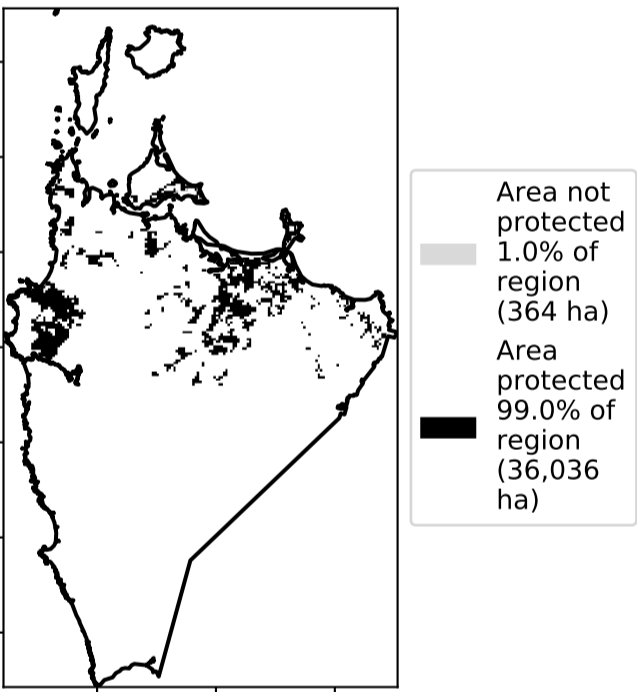 Area not
protected
1.0% of
region
(364 ha)
Area
protected
99.0% of
region
(36,036
ha)